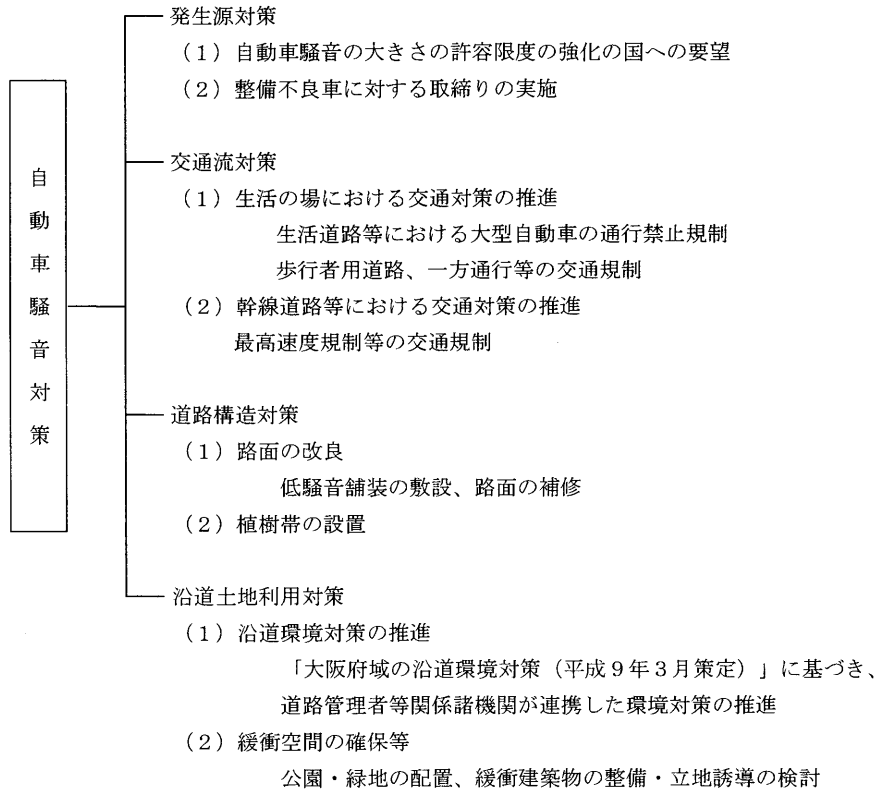 自動車騒音対策
発生源対策
（１）自動車騒音の大きさの許容限度の強化の国への要望
（２）整備不良車に対する取締りの実施
交通流対策
（１）生活の場における交通対策の推進
生活道路等における大型自動車の通行禁止規制
歩行者用道路、一方通行等の交通規制
（２）幹線道路等における交通対策の推進
最高速度規制等の交通規制
道路構造対策
（１）路面の改良
低騒音舗装の敷設、路面の補修
（２）植樹帯の設置
沿道土地利用対策
（１）沿道環境対策の推進
「大阪府域の沿道環境対策（平成９年３月策定）」に基づき、
道路管理者等関係諸機関が連携した環境対策の推進
（２）緩衝空間の確保等
公園・緑地の配置、緩衝建築物の整備・立地誘導の検討